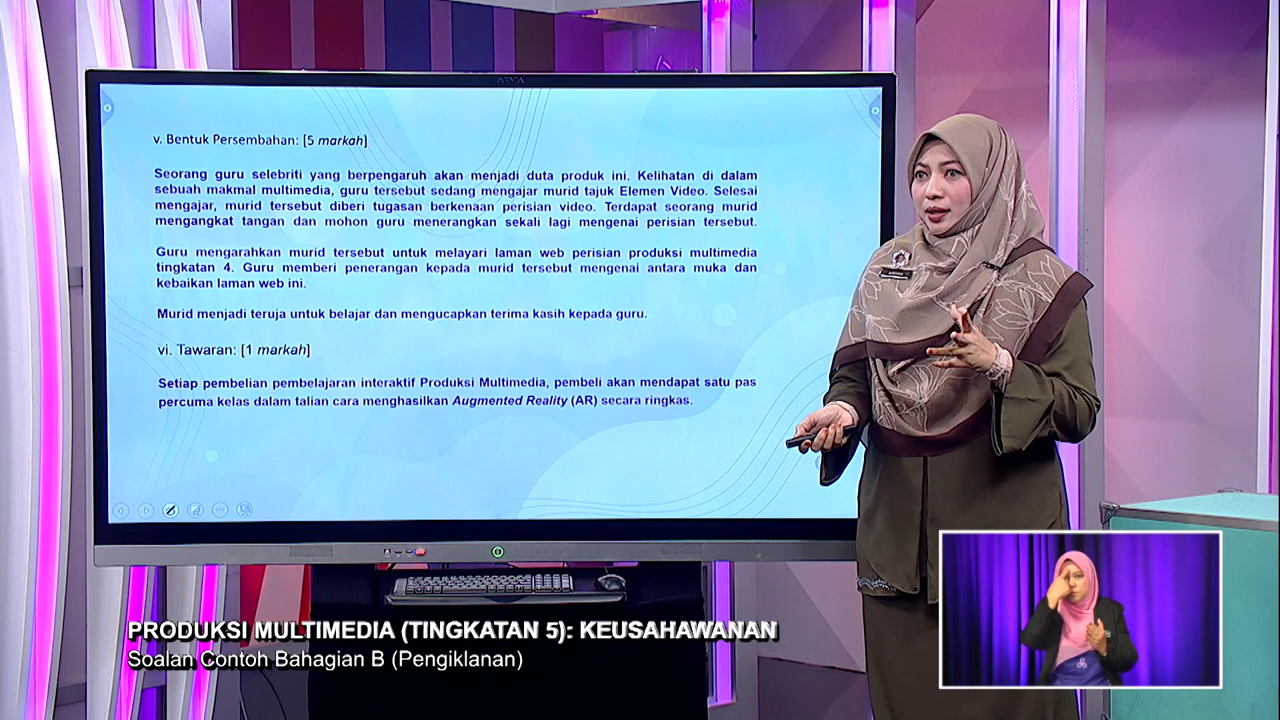 v. Bentuk Persembahan: [5 markah]
Seorang guru selebriti yang berpengaruh akan menjadi duta produk ini. Kelihatan di dalam
sebuah makmal multimedia, guru tersebut sedang mengajar murid tajuk Elemen Video. Selesai
mengajar, murid tersebut diberi tugasan berkenaan perisian video. Terdapat seorang murid
mengangkat tangan dan mohon guru menerangkan sekali lagi mengenai perisian tersebut.
Guru mengarahkan murid tersebut untuk melayari laman web perisian produksi multimedia
tingkatan 4. Guru memberi penerangan kepada murid tersebut mengenai antara muka dan
kebaikan laman web ini.
Murid menjadi teruja untuk belajar dan mengucapkan terima kasih kepada guru.
vi. Tawaran: [1 markah]
Setiap pembelian pembelajaran interaktif Produksi Multimedia, pembeli akan mendapat satu pas
percuma kelas dalam talian cara menghasilkan Augmented Reality (AR) secara ringkas.
PRODUKSI MULTIMEDIA (TINGKATAN 5): KEUSAHAWANAN
Soalan Contoh Bahagian B (Pengiklanan)